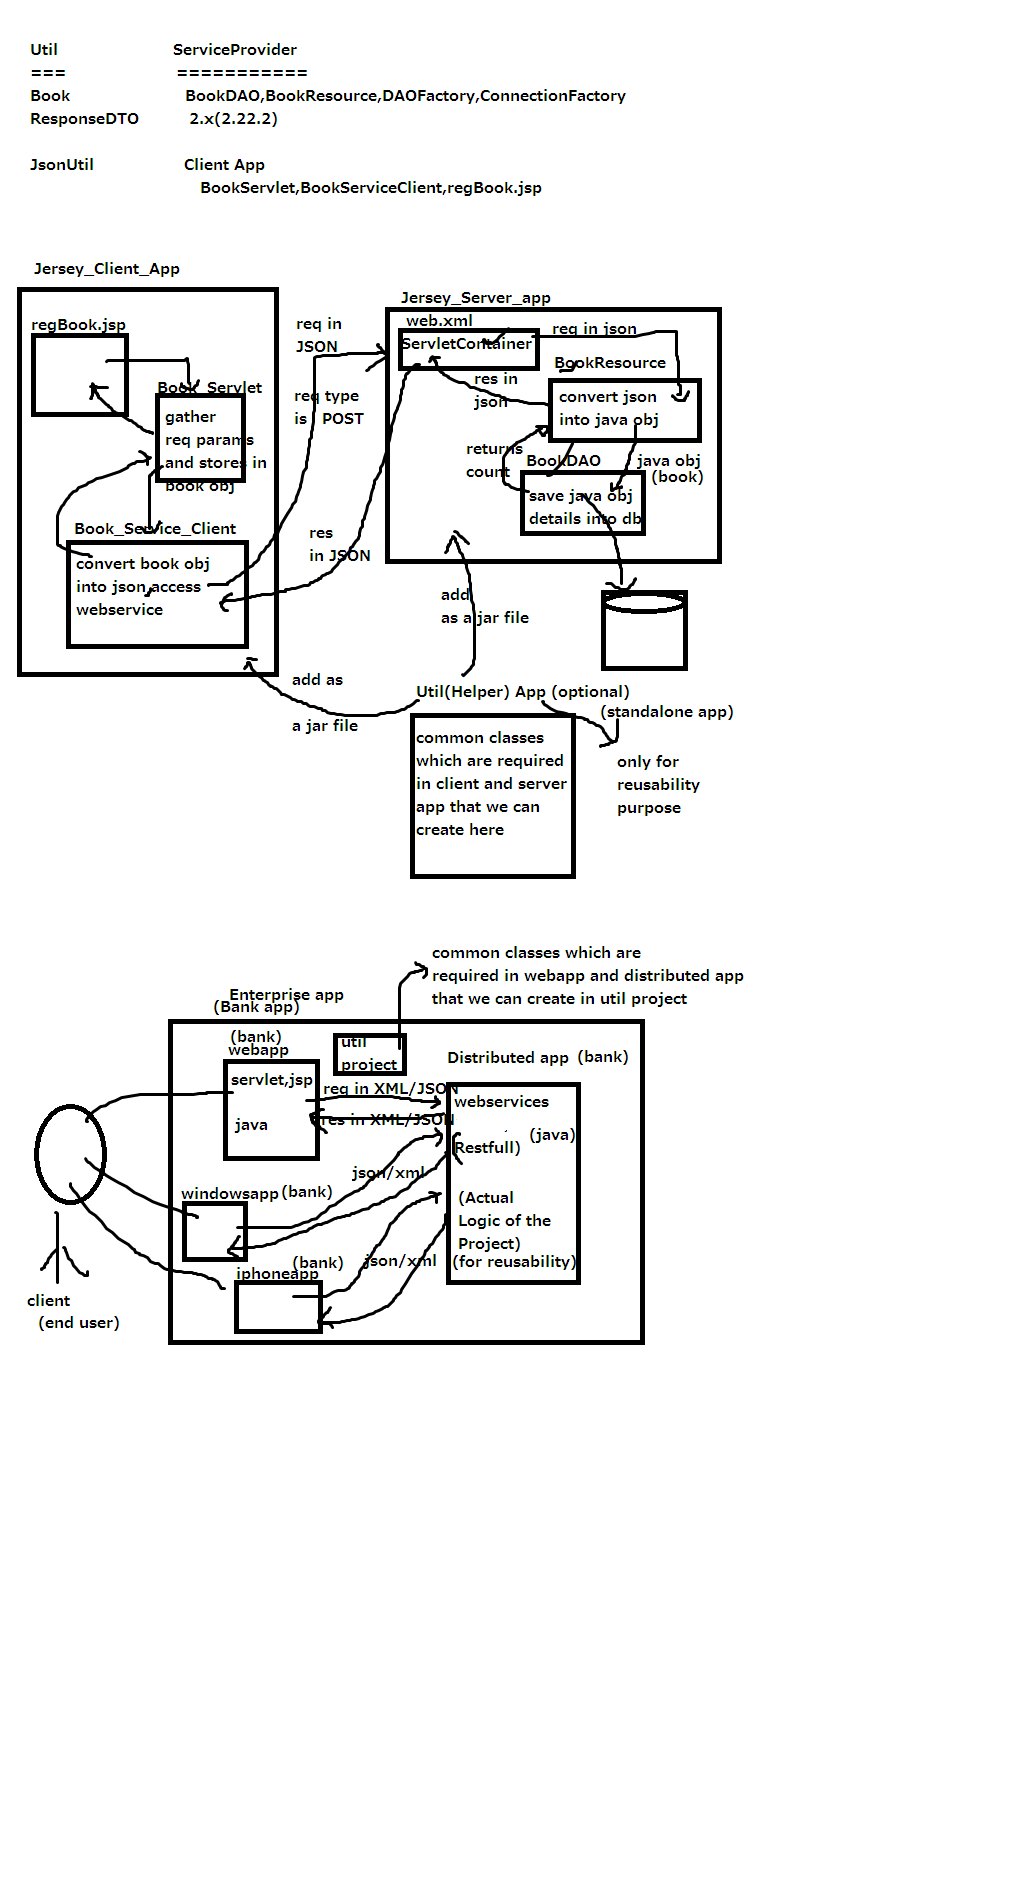 Util ServiceProvider
=== ===========
Book BookDAO,BookResource,DAOFactory,ConnectionFactory
ResponseDTO 2.x(2.22.2)
JsonUtil Client App
BookServlet,BookServiceClient,regBook.jsp
Jersey_Client_App
regBook.jsp
Book_Servlet
gather
req params
and stores in
book obj
Book_Service_Client
convert book obj
into json,access
webservice
req in
JSON
req type
is POST
res
in JSON
Jersey_Server_app
web.xml
ServletContainer
req in json
BookResource
convert json
into java obj
res in
json
returns
count
BookDAO
java obj
(book)
save java obj
details into db
add
as a jar file
add as
a jar file
Util(Helper) App (optional)
(standalone app)
common classes
which are required
in client and server
app that we can
create here
only for
reusability
purpose
common classes which are
required in webapp and distributed app
that we can create in util project
Enterprise app
(Bank app)
(bank)
webapp
servlet,jsp
java
util
project
Distributed app (bank)
req in XML/JSON
res in XML/JSON
webservices
(java)
(Restfull)
(Actual
Logic of the
Project)
(for reusability)
json/xml
windowsapp (bank)
(bank)
iphoneapp
json/xml
client
(end user)